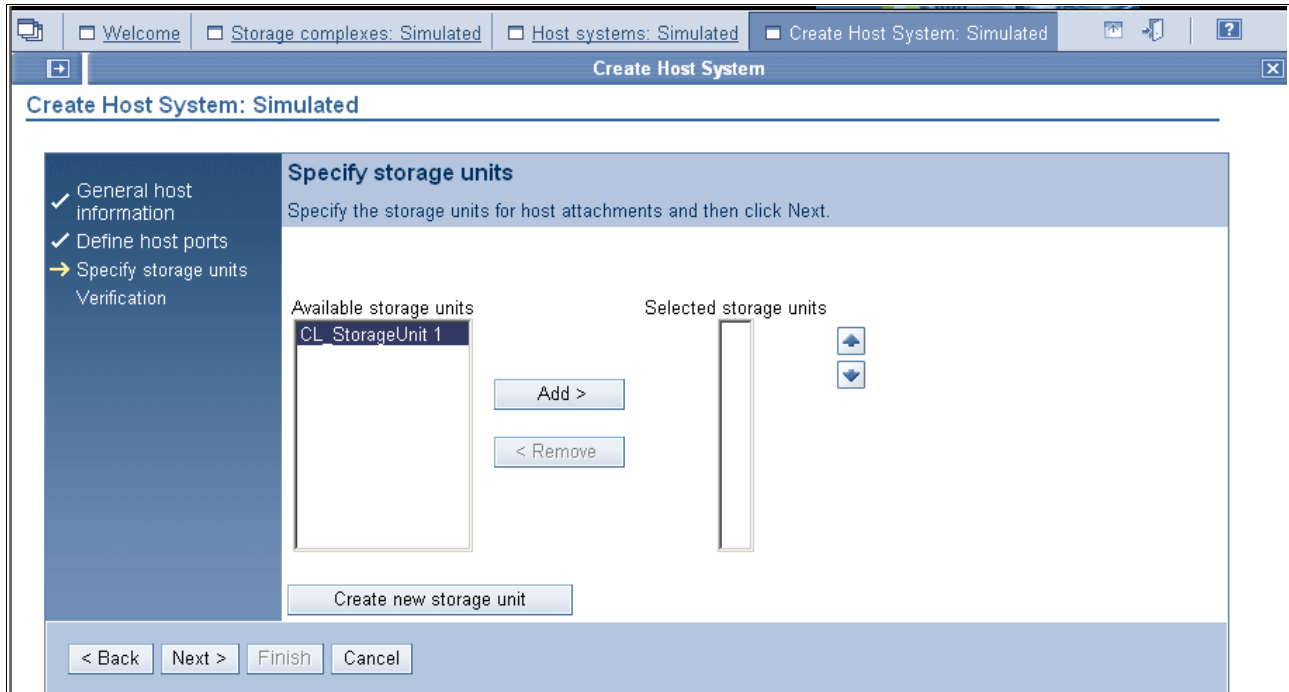 Welcome
Storage complexes: Simulated
Host systems: Simulated
Create Host System: Simulated
?
Create Host System
Create Host System: Simulated
General host
information
Define host ports
Specify storage units
Verification
Specify storage units
Specify the storage units for host attachments and then click Next.
Available storage units
CL_StorageUnit 1
Add >
< Remove
Selected storage units
Create new storage unit
< Back
Next >
Finish
Cancel